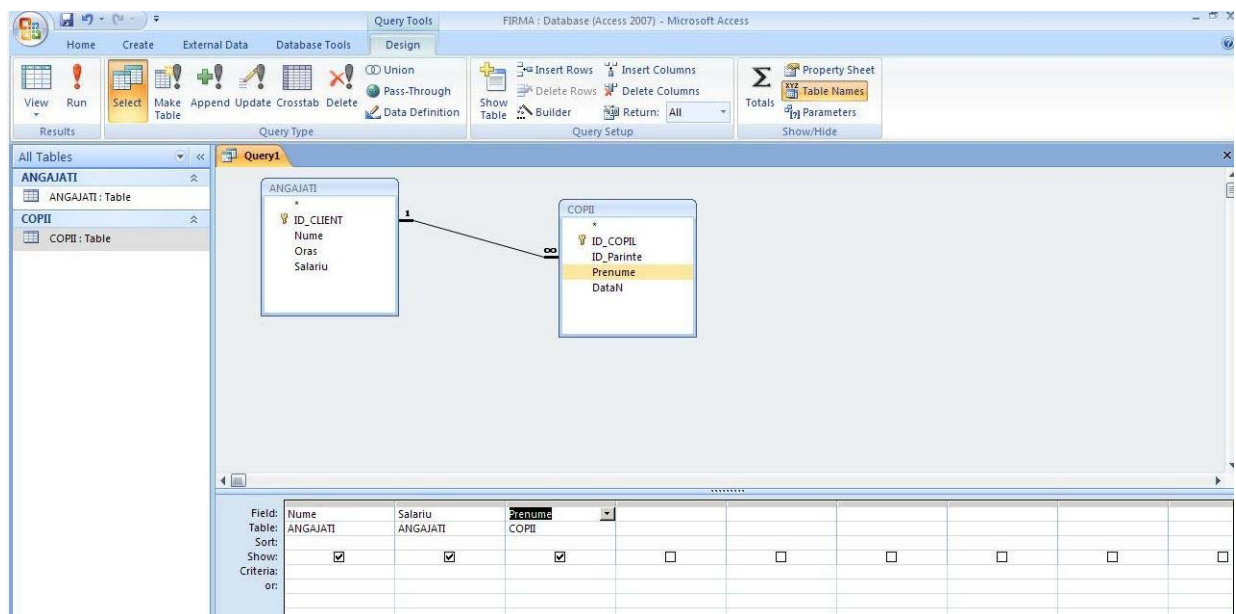 Query Tools
FIRMA : Database (Access 2007) - Microsoft Access
Home Create External Data Database Tools Design
View
Run
Select
Make Table
Append
Update
Crosstab
Delete
Union
Pass-Through
Data Definition
Show Table
Insert Rows
Delete Rows
Builder
Insert Columns
Delete Columns
Return: All
Σ
Totals
Property Sheet
XYZ
Table Names
[?] Parameters
Results
Query Type
Query Setup
Show/Hide
All Tables
«
ANGAJATI
ANGAJATI : Table
COPII
COPII : Table
Query1
ANGAJATI
*
ID_CLIENT
Nume
Oras
Salariu
1
∞
COPII
*
ID_COPIL
ID_Parinte
Prenume
DataN
Field: Nume Salariu Prenume
Table: ANGAJATI ANGAJATI COPII
Sort:
Show:
Criteria:
or: